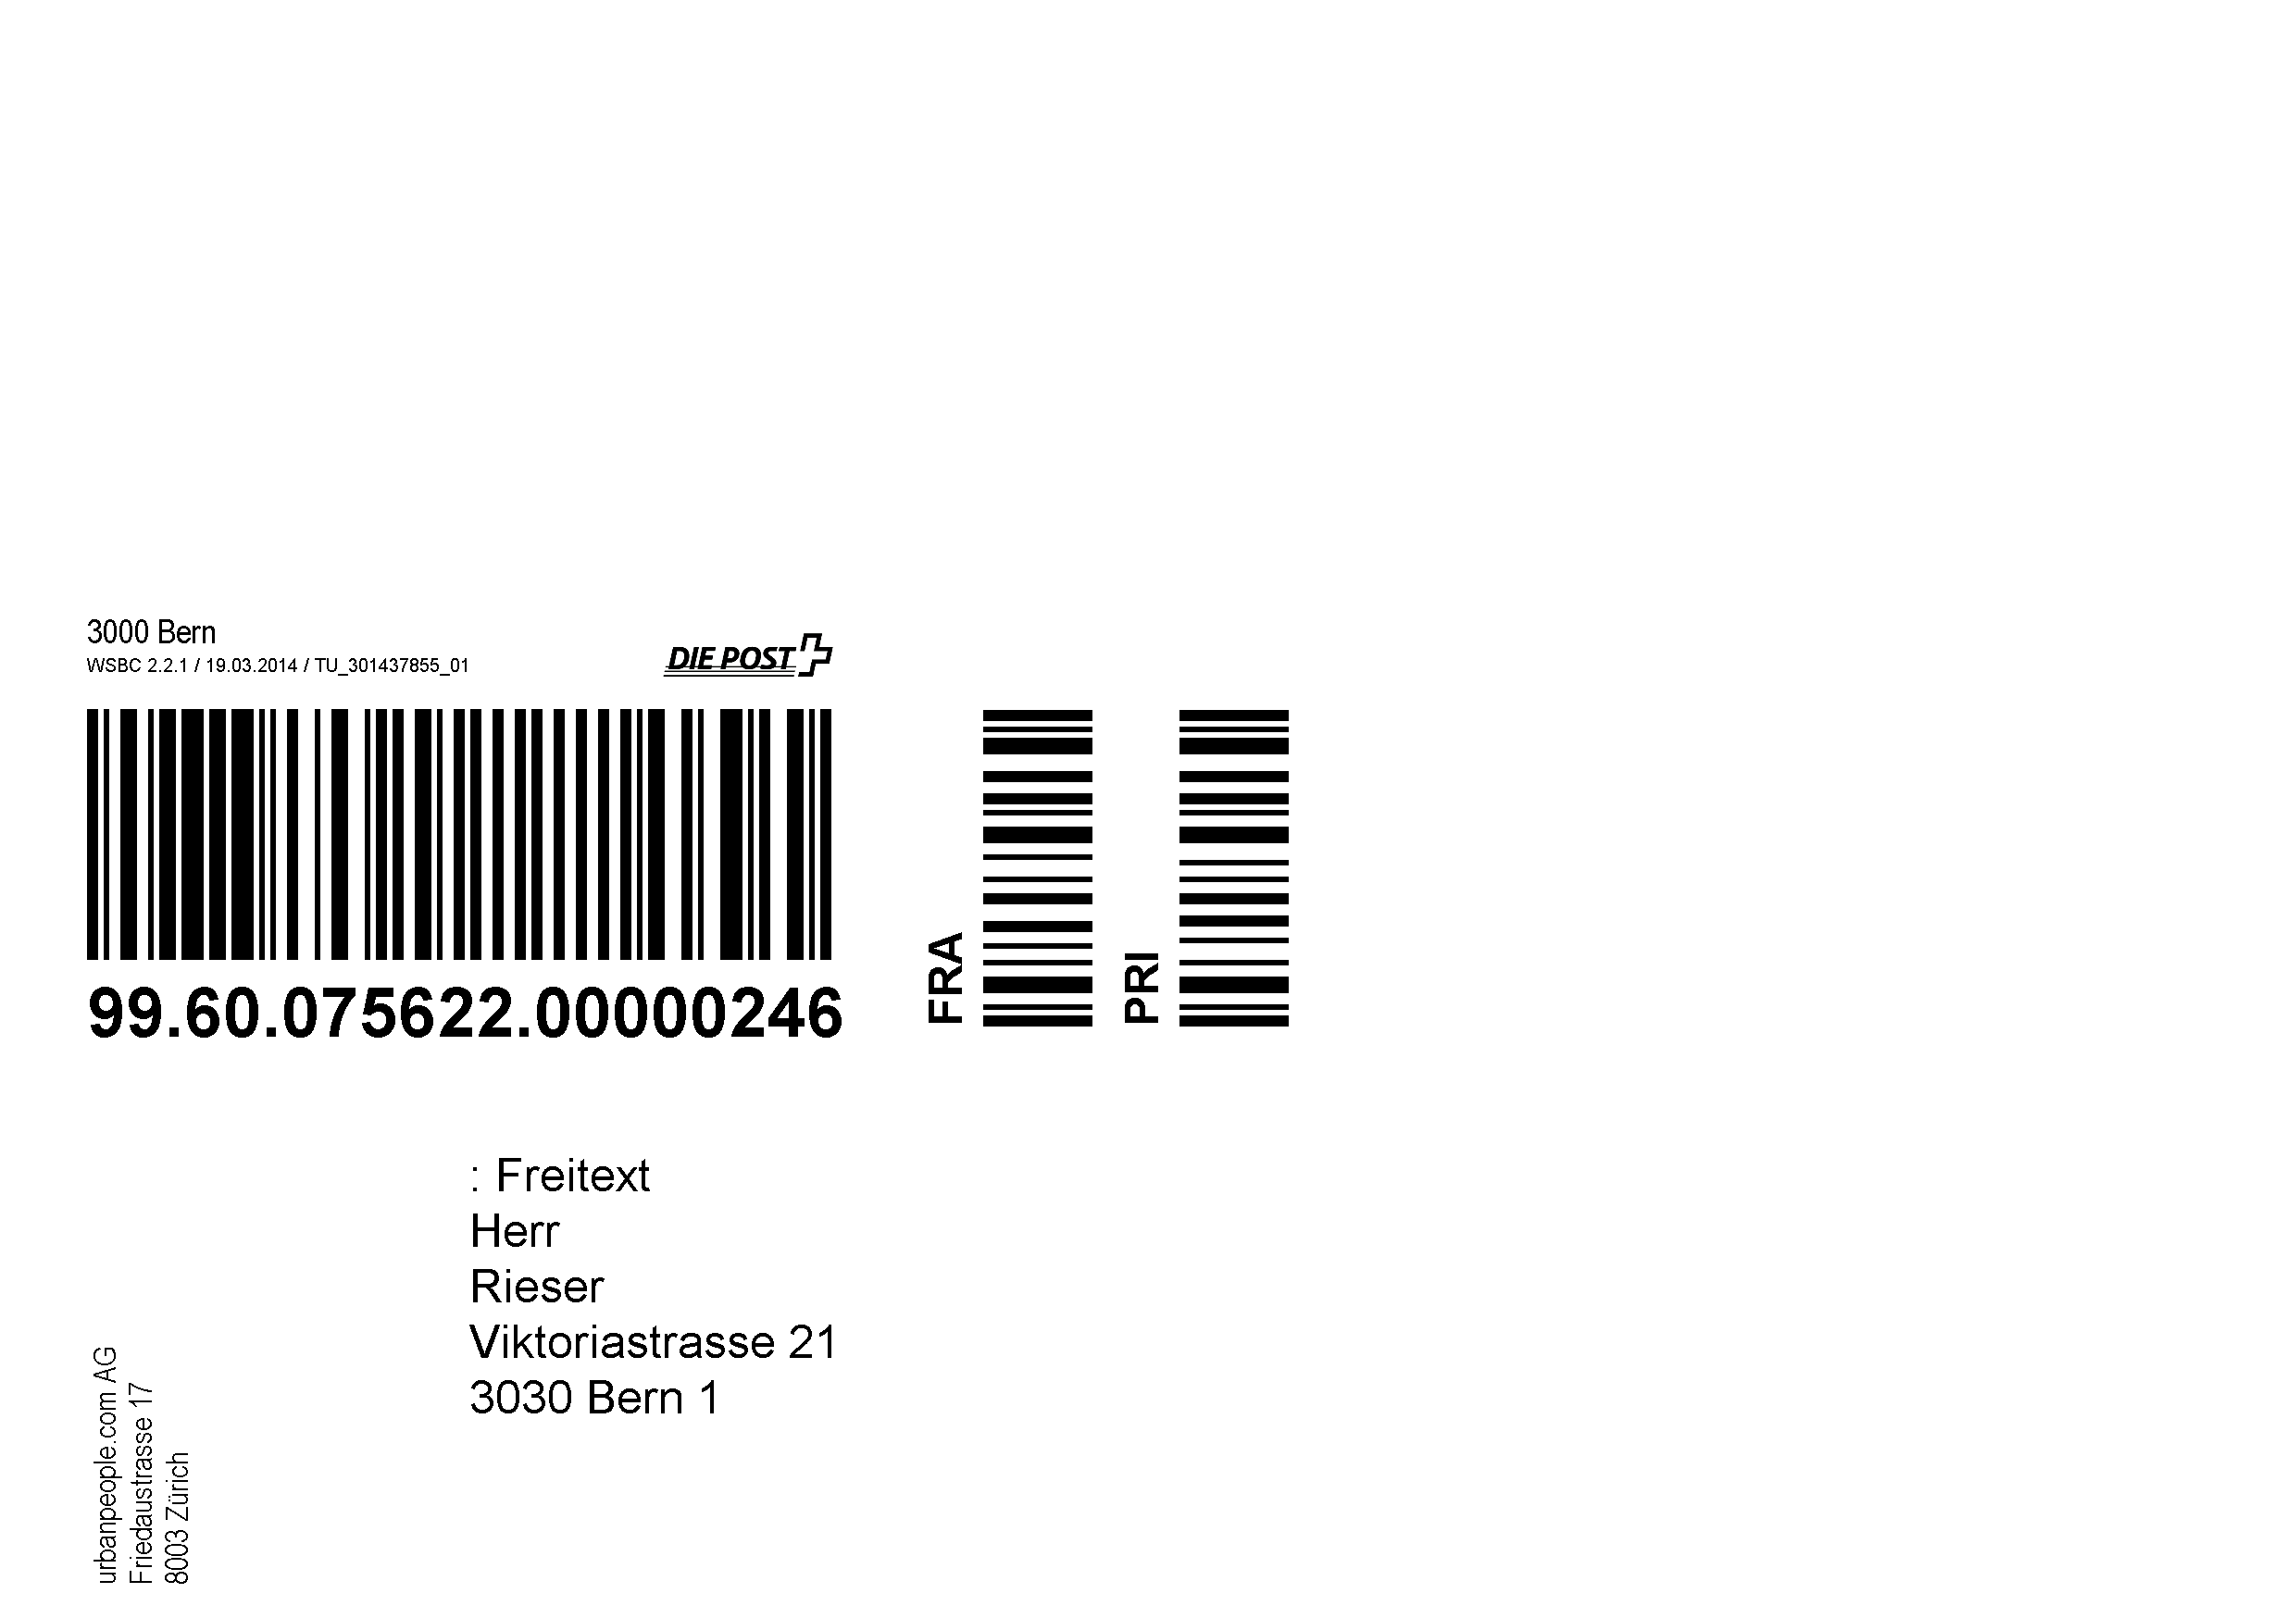 3000 Bern
WSBC 2.2.1 / 19.03.2014 / TU_301437855_01
DIE POST
99.60.075622.00000246
FRA
PRI
: Freitext
Herr
Rieser
Viktoriastrasse 21
3030 Bern 1
urbanpeople.com AG
Friedaustrasse 17
8003 Zürich